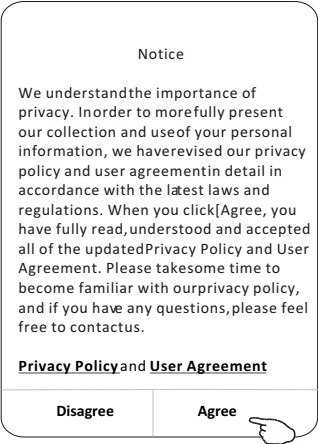 Notice
We understandthe importance of
privacy. Inorder to morefully present
our collection and useof your personal
information, we haverevised our privacy
policy and user agreementin detail in
accordance with the latest laws and
regulations. When you click[Agree, you
have fully read,understood and accepted
all of the updatedPrivacy Policy and User
Agreement. Please takesome time to
become familiar with ourprivacy policy,
and if you have any questions,please feel
free to contactus.
Privacy Policyand User Agreement
Disagree Agree